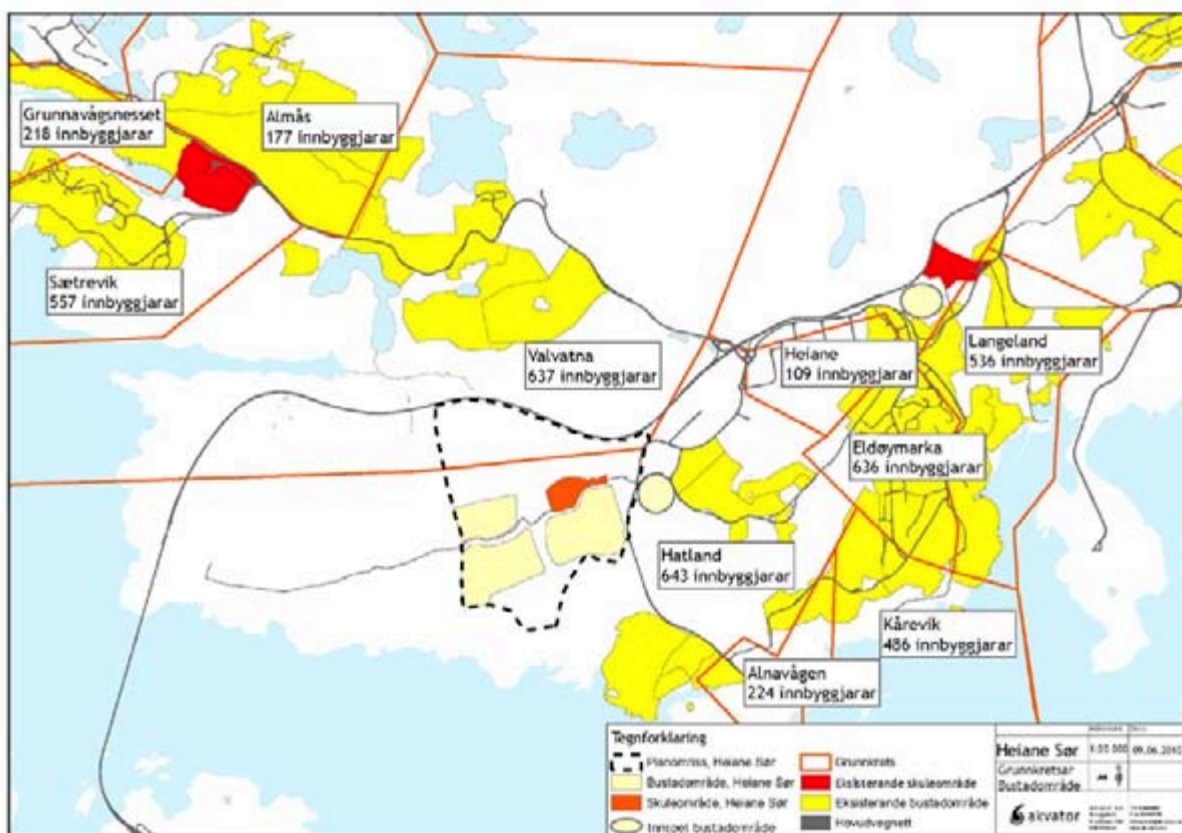 Grunnavågsnesset
218 innbyggjarar
Almås
177 innbyggjarar
Sætrevik
557 innbyggjarar
Valvatna
637 innbyggjarar
Heiane
109 innbyggjarar
Langeland
536 innbyggjarar
Eldøymarka
636 innbyggjarar
Hatland
643 innbyggjarar
Kårevik
486 innbyggjarar
Alnavågen
224 innbyggjarar
Tegnforklaring
Planomriss, Heiane Sør
Bustadområde, Heiane Sør
Skuleområde, Heiane Sør
Innspel bustadområde
Grunnkrets
Eksisterande skuleområde
Eksisterande bustadområde
Hovudvegnett
Heiane Sør
09.06.2010
Grunnkretsar
Bustadområde
akvator